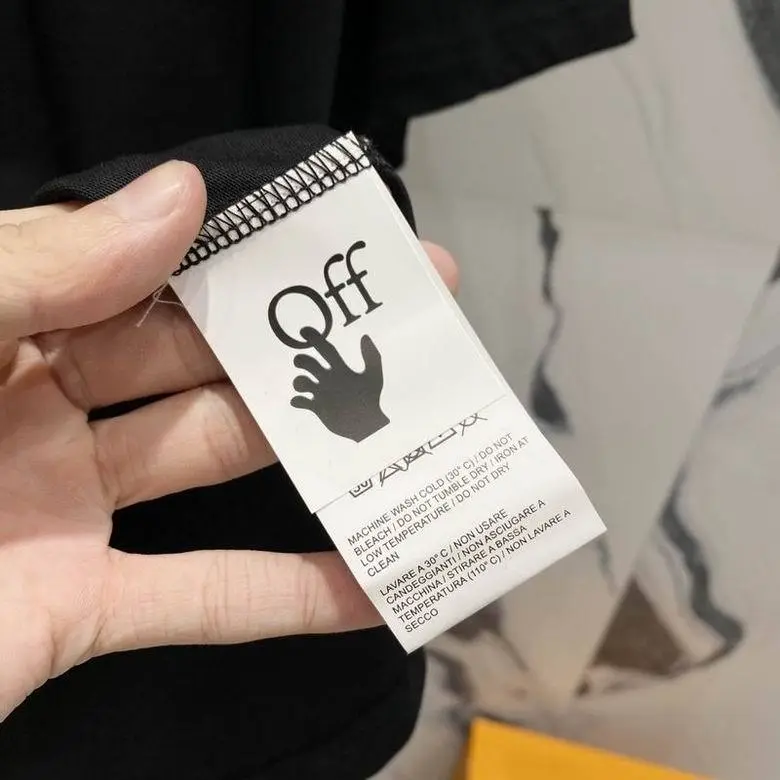 Off
MACHINE WASH COLD (30° C) / DO NOT
BLEACH / DO NOT TUMBLE DRY / IRON AT
LOW TEMPERATURE / DO NOT DRY
CLEAN
LAVARE A 30° C / NON USARE
CANDEGGIANTI / NON ASCIUGARE A
MACCHINA / STIRARE A BASSA
TEMPERATURA (110° C) / NON LAVARE A
SECCO